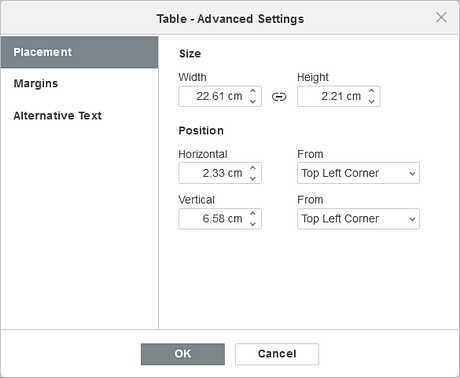 Table - Advanced Settings
Placement
Margins
Alternative Text
Size
Width Height
22.61 cm 2.21 cm
Position
Horizontal From
2.33 cm Top Left Corner
Vertical From
6.58 cm Top Left Corner
OK Cancel